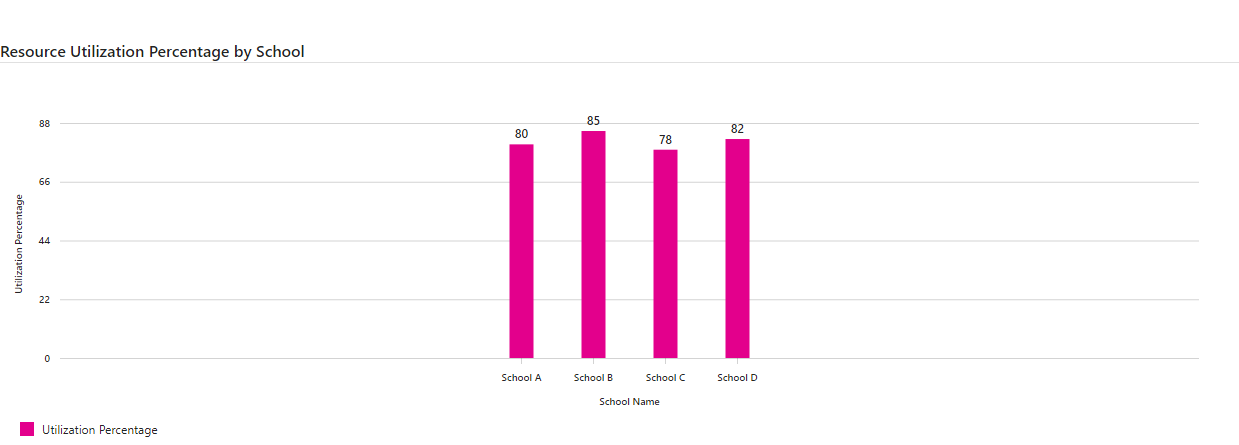 Resource Utilization Percentage by School
88
66
44
22
0
Utilization Percentage
80
85
78
82
School A
School B
School C
School D
School Name
Utilization Percentage